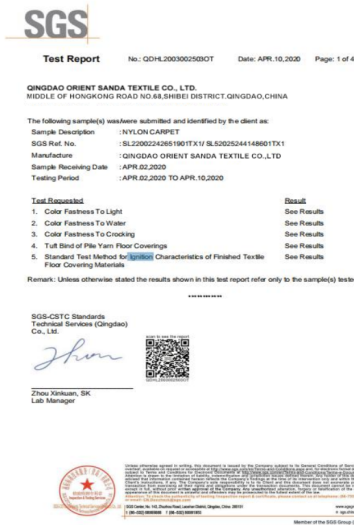 SGS
Test Report No.: QDHL2003002503OT Date: APR.10,2020 Page: 1 of 4
QINGDAO ORIENT SANDA TEXTILE CO., LTD.
MIDDLE OF HONGKONG ROAD NO.68,SHIBEI DISTRICT.QINGDAO,CHINA
The following sample(s) was/were submitted and identified by the client as:
Sample Description : NYLON CARPET
SGS Ref. No. : SL22002242651901TX1/ SL52025244148601TX1
Manufacture : QINGDAO ORIENT SANDA TEXTILE CO.,LTD
Sample Receiving Date : APR.02,2020
Testing Period : APR.02,2020 TO APR.10,2020
Test Requested Result
1. Color Fastness To Light See Results
2. Color Fastness To Water See Results
3. Color Fastness To Crocking See Results
4. Tuft Bind of Pile Yarn Floor Coverings See Results
5. Standard Test Method for Ignition Characteristics of Finished Textile See Results
Floor Covering Materials
Remark: Unless otherwise stated the results shown in this test report refer only to the sample(s) teste
************
SGS-CSTC Standards
Technical Services (Qingdao)
Co., Ltd.
scan to see the report
Zhou Xinkuan, SK
Lab Manager
Member of the SGS Group